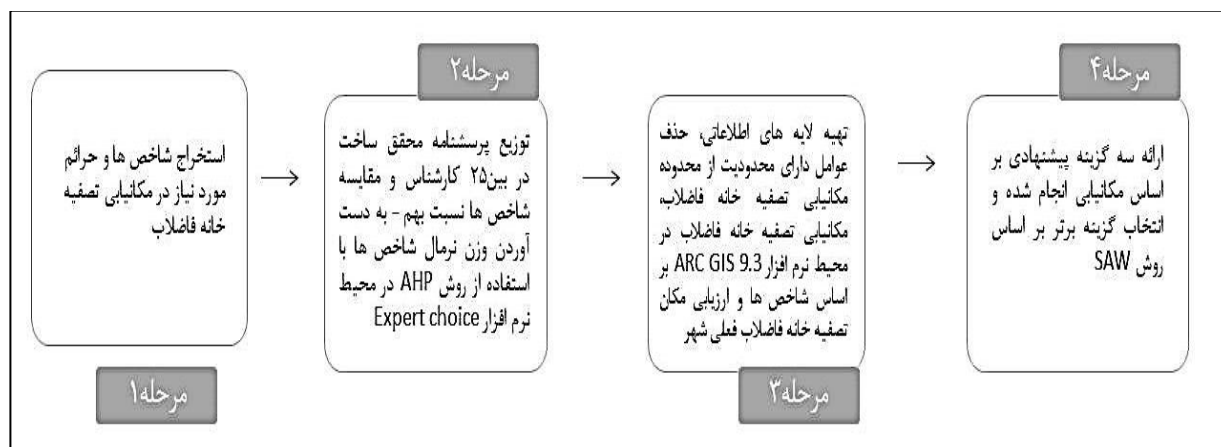 استخراج شاخص ها و حرائم
مورد نیاز در مکانیابی تصفیه
خانه فاضلاب
مرحله۱
مرحله۲
توزیع پرسشنامه محقق ساخت
در بین۲۵ کارشناس و مقایسه
شاخص ها نسبت بهم - به دست
آوردن وزن نرمال شاخص ها با
استفاده از روش AHP در محیط
نرم افزار Expert choice
تهیه لایه های اطلاعاتی، حذف
عوامل دارای محدودیت از محدوده
مکانیابی تصفیه خانه فاضلاب،
مکانیابی تصفیه خانه فاضلاب در
محیط نرم افزار ARC GIS 9.3 بر
اساس شاخص ها و ارزیابی مکان
تصفیه خانه فاضلاب فعلی شهر
مرحله۳
مرحله۴
ارائه سه گزینه پیشنهادی بر
اساس مکانیابی انجام شده و
انتخاب گزینه برتر بر اساس
روش SAW